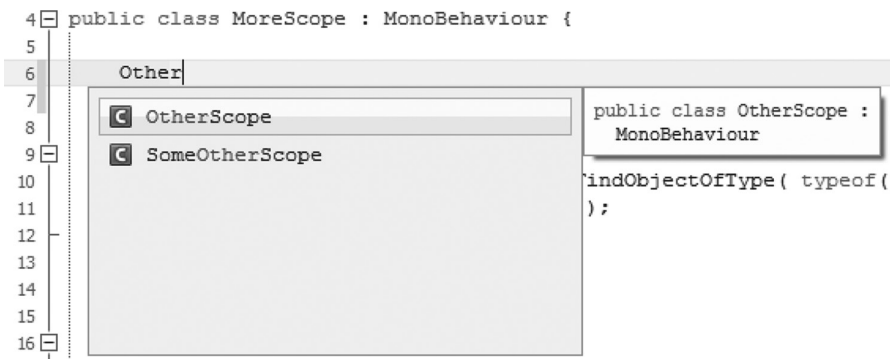 4 public class MoreScope : MonoBehaviour {
5
6 Other
7
8
9
10
11
12
13
14
15
16
OtherScope
SomeOtherScope
public class OtherScope :
MonoBehaviour
indObjectOfType( typeof(
);